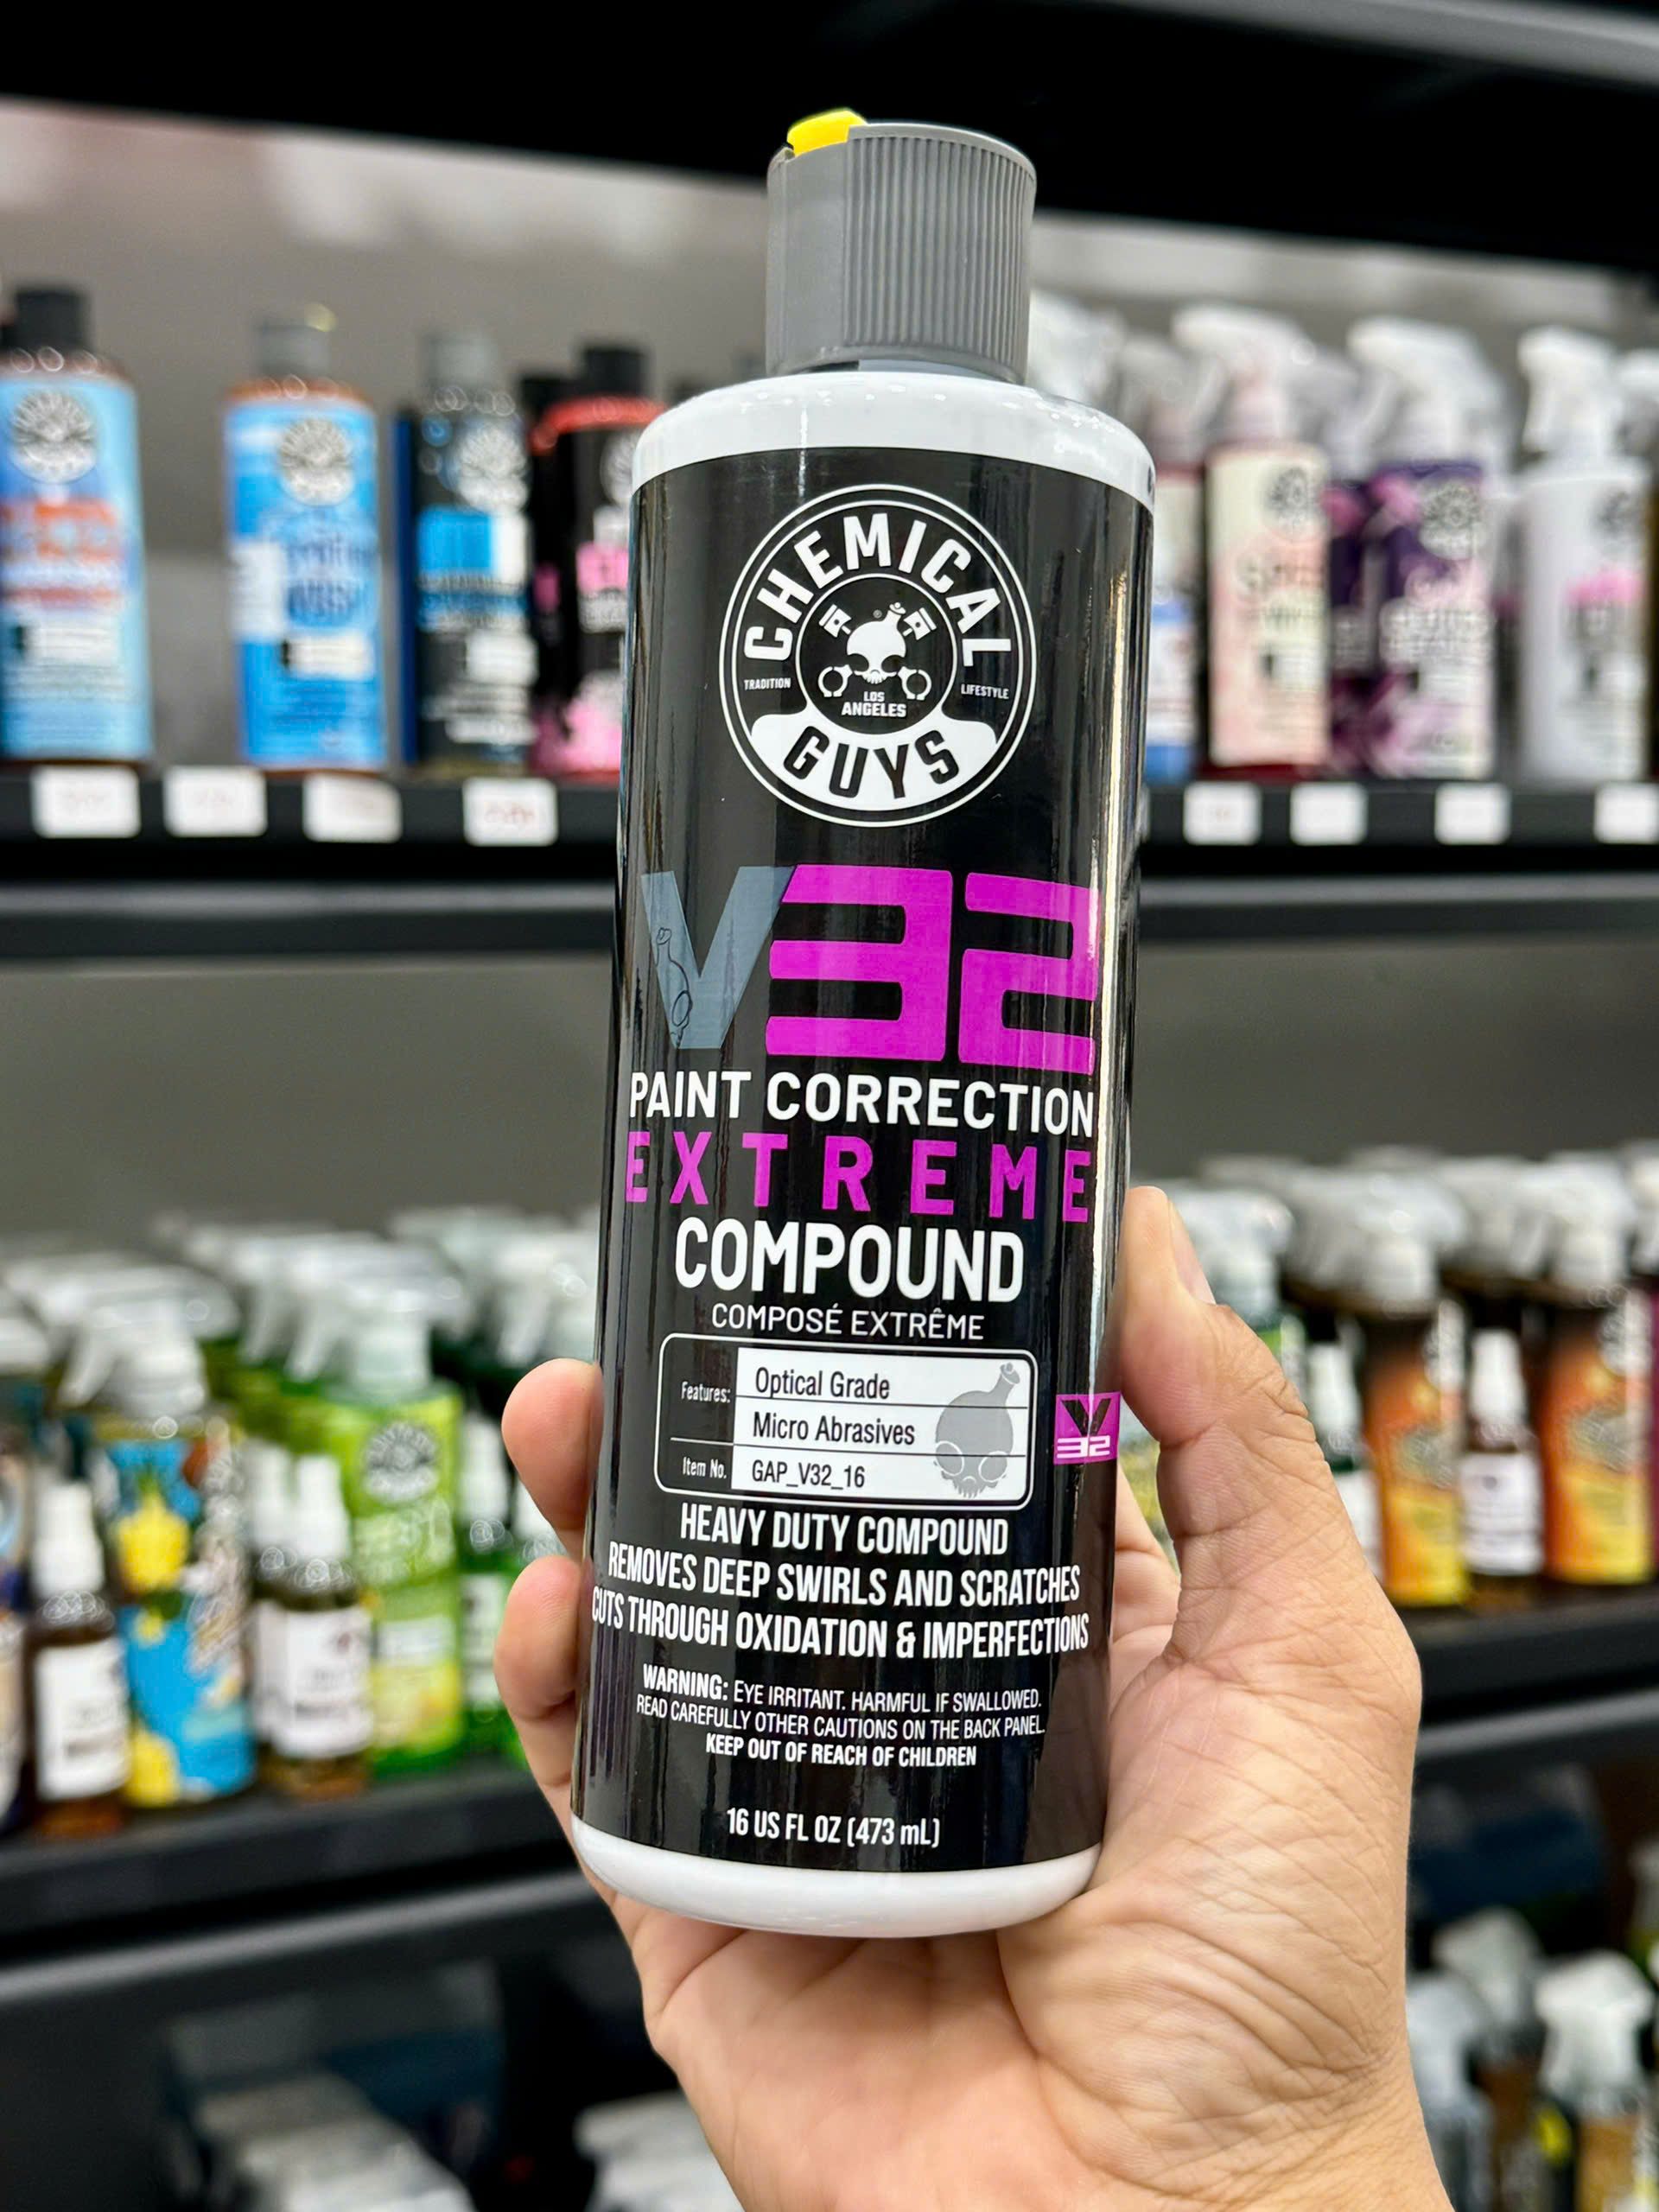 CHEMICAL
TRADITION
LIFESTYLE
LOS
ANGELES
GUYS
V32
PAINT CORRECTION
EXTREME
COMPOUND
COMPOSÉ EXTRÊME
Features: Optical Grade
Micro Abrasives
Item No. GAP_V32_16
V
32
HEAVY DUTY COMPOUND
REMOVES DEEP SWIRLS AND SCRATCHES
CUTS THROUGH OXIDATION & IMPERFECTIONS
WARNING: EYE IRRITANT. HARMFUL IF SWALLOWED.
READ CAREFULLY OTHER CAUTIONS ON THE BACK PANEL.
KEEP OUT OF REACH OF CHILDREN
16 US FL OZ (473 mL)